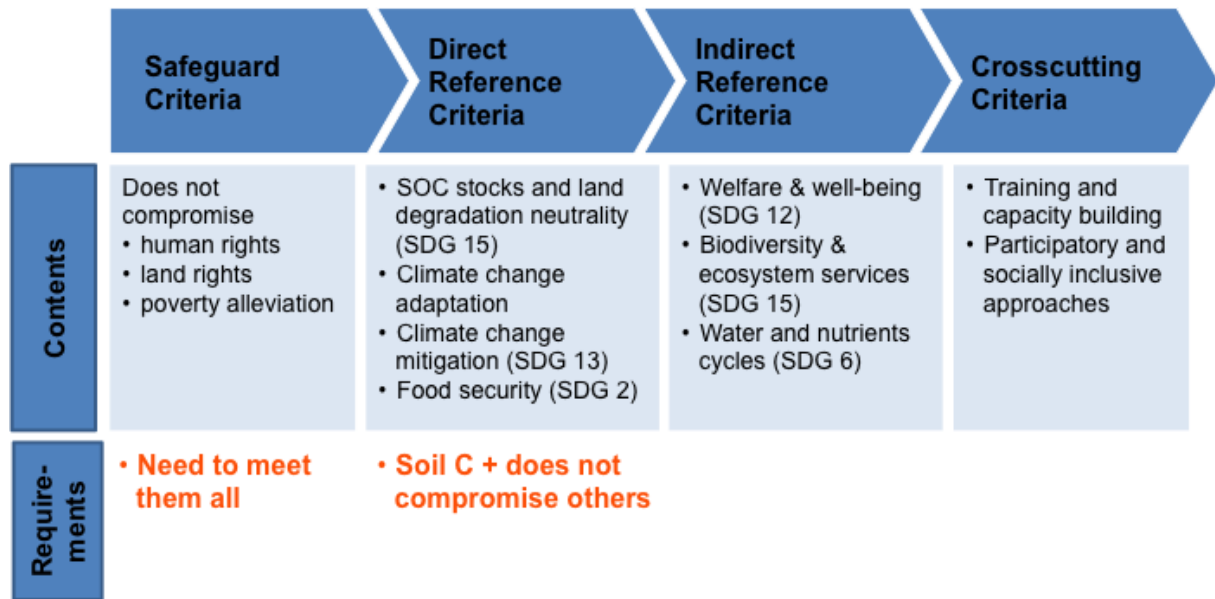 Safeguard
Criteria
Direct
Reference
Criteria
Indirect
Reference
Criteria
Crosscutting
Criteria
Contents
Does not
compromise
• human rights
• land rights
• poverty alleviation
• SOC stocks and land
degradation neutrality
(SDG 15)
• Climate change
adaptation
• Climate change
mitigation (SDG 13)
• Food security (SDG 2)
• Welfare & well-being
(SDG 12)
• Biodiversity &
ecosystem services
(SDG 15)
• Water and nutrients
cycles (SDG 6)
• Training and
capacity building
• Participatory and
socially inclusive
approaches
Require-
ments
• Need to meet
them all
• Soil C + does not
compromise others